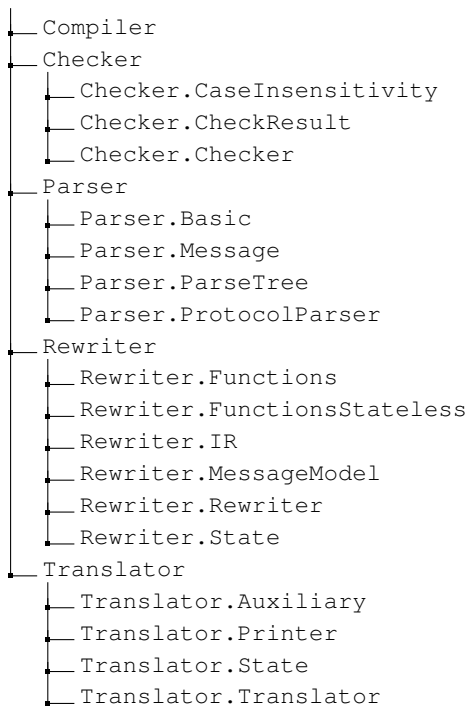 Compiler
Checker
Checker.CaseInsensitivity
Checker.CheckResult
Checker.Checker
Parser
Parser.Basic
Parser.Message
Parser.ParseTree
Parser.ProtocolParser
Rewriter
Rewriter.Functions
Rewriter.FunctionsStateless
Rewriter.IR
Rewriter.MessageModel
Rewriter.Rewriter
Rewriter.State
Translator
Translator.Auxiliary
Translator.Printer
Translator.State
Translator.Translator